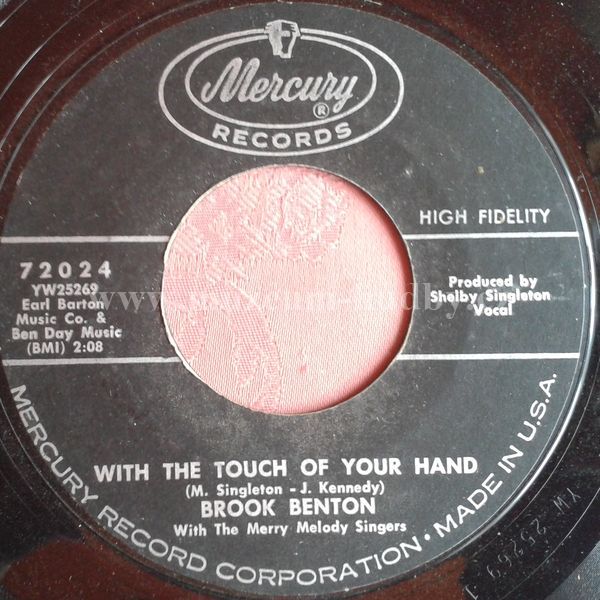 Mercury
®
RECORDS
HIGH FIDELITY
72024
YW25269
Earl Barton
Music Co. &
Ben Day Music
(BMI) 2:08
Produced by
Shelby Singleton
Vocal
WITH THE TOUCH OF YOUR HAND
(M. Singleton - J. Kennedy)
BROOK BENTON
With The Merry Melody Singers
MERCURY RECORD CORPORATION • MADE IN U.S.A.
YW 25269